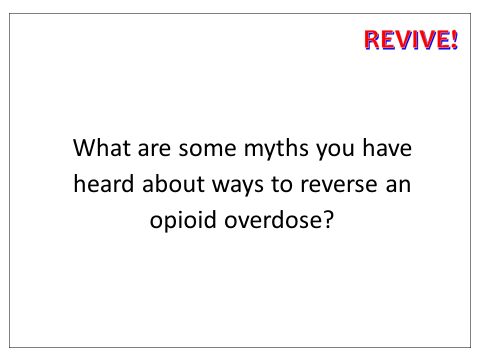 REVIVE!
What are some myths you have
heard about ways to reverse an
opioid overdose?